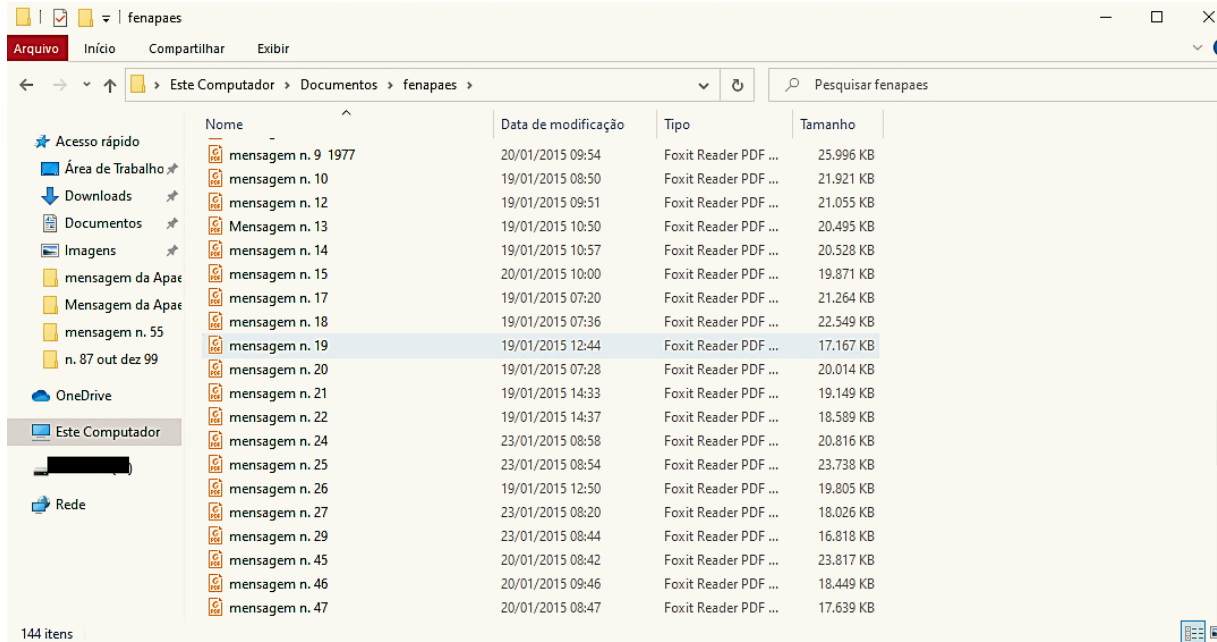 fenapaes
Arquivo Início Compartilhar Exibir
Este Computador > Documentos > fenapaes >
Pesquisar fenapaes
Nome Data de modificação Tipo Tamanho
Acesso rápido
Área de Trabalho
Downloads
Documentos
Imagens
mensagem da Apae
Mensagem da Apae
mensagem n. 55
n. 87 out dez 99
OneDrive
Este Computador
Rede
mensagem n. 9 1977 20/01/2015 09:54 Foxit Reader PDF ... 25.996 KB
mensagem n. 10 19/01/2015 08:50 Foxit Reader PDF ... 21.921 KB
mensagem n. 12 19/01/2015 09:51 Foxit Reader PDF ... 21.055 KB
Mensagem n. 13 19/01/2015 10:50 Foxit Reader PDF ... 20.495 KB
mensagem n. 14 19/01/2015 10:57 Foxit Reader PDF ... 20.528 KB
mensagem n. 15 20/01/2015 10:00 Foxit Reader PDF ... 19.871 KB
mensagem n. 17 19/01/2015 07:20 Foxit Reader PDF ... 21.264 KB
mensagem n. 18 19/01/2015 07:36 Foxit Reader PDF ... 22.549 KB
mensagem n. 19 19/01/2015 12:44 Foxit Reader PDF ... 17.167 KB
mensagem n. 20 19/01/2015 07:28 Foxit Reader PDF ... 20.014 KB
mensagem n. 21 19/01/2015 14:33 Foxit Reader PDF ... 19.149 KB
mensagem n. 22 19/01/2015 14:37 Foxit Reader PDF ... 18.589 KB
mensagem n. 24 23/01/2015 08:58 Foxit Reader PDF ... 20.816 KB
mensagem n. 25 23/01/2015 08:54 Foxit Reader PDF ... 23.738 KB
mensagem n. 26 19/01/2015 12:50 Foxit Reader PDF ... 19.805 KB
mensagem n. 27 23/01/2015 08:20 Foxit Reader PDF ... 18.026 KB
mensagem n. 29 23/01/2015 08:44 Foxit Reader PDF ... 16.818 KB
mensagem n. 45 20/01/2015 08:42 Foxit Reader PDF ... 23.817 KB
mensagem n. 46 20/01/2015 09:46 Foxit Reader PDF ... 18.449 KB
mensagem n. 47 20/01/2015 08:47 Foxit Reader PDF ... 17.639 KB
144 itens